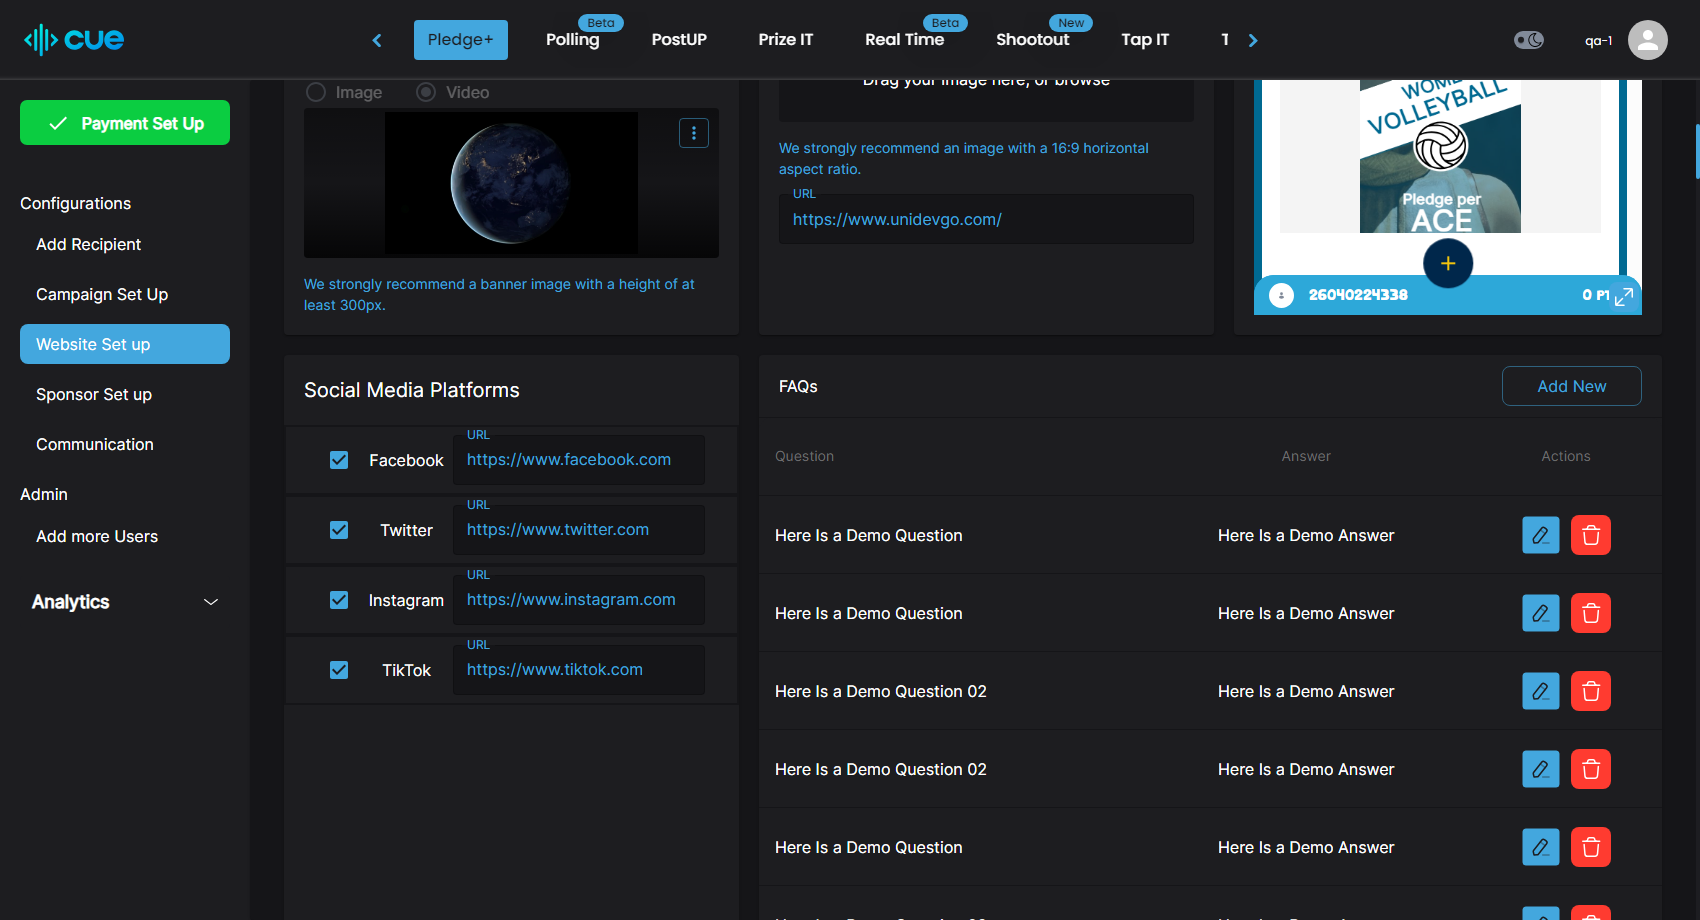 cue
Pledge+
Polling
Beta
PostUP
Prize IT
Real Time
Beta
Shootout
New
Tap IT
T
qa-1
Payment Set Up
Configurations
Add Recipient
Campaign Set Up
Website Set up
Sponsor Set up
Communication
Admin
Add more Users
Analytics
Image
Video
We strongly recommend a banner image with a height of at
least 300px.
Drag your image here, or browse
We strongly recommend an image with a 16:9 horizontal
aspect ratio.
URL
https://www.unidevgo.com/
VOLLEYBALL
Pledge per
ACE
26040224338
0 PT
Social Media Platforms
Facebook
URL
https://www.facebook.com
Twitter
URL
https://www.twitter.com
Instagram
URL
https://www.instagram.com
TikTok
URL
https://www.tiktok.com
FAQs
Add New
Question Answer Actions
Here Is a Demo Question Here Is a Demo Answer
Here Is a Demo Question Here Is a Demo Answer
Here Is a Demo Question 02 Here Is a Demo Answer
Here Is a Demo Question 02 Here Is a Demo Answer
Here Is a Demo Question Here Is a Demo Answer